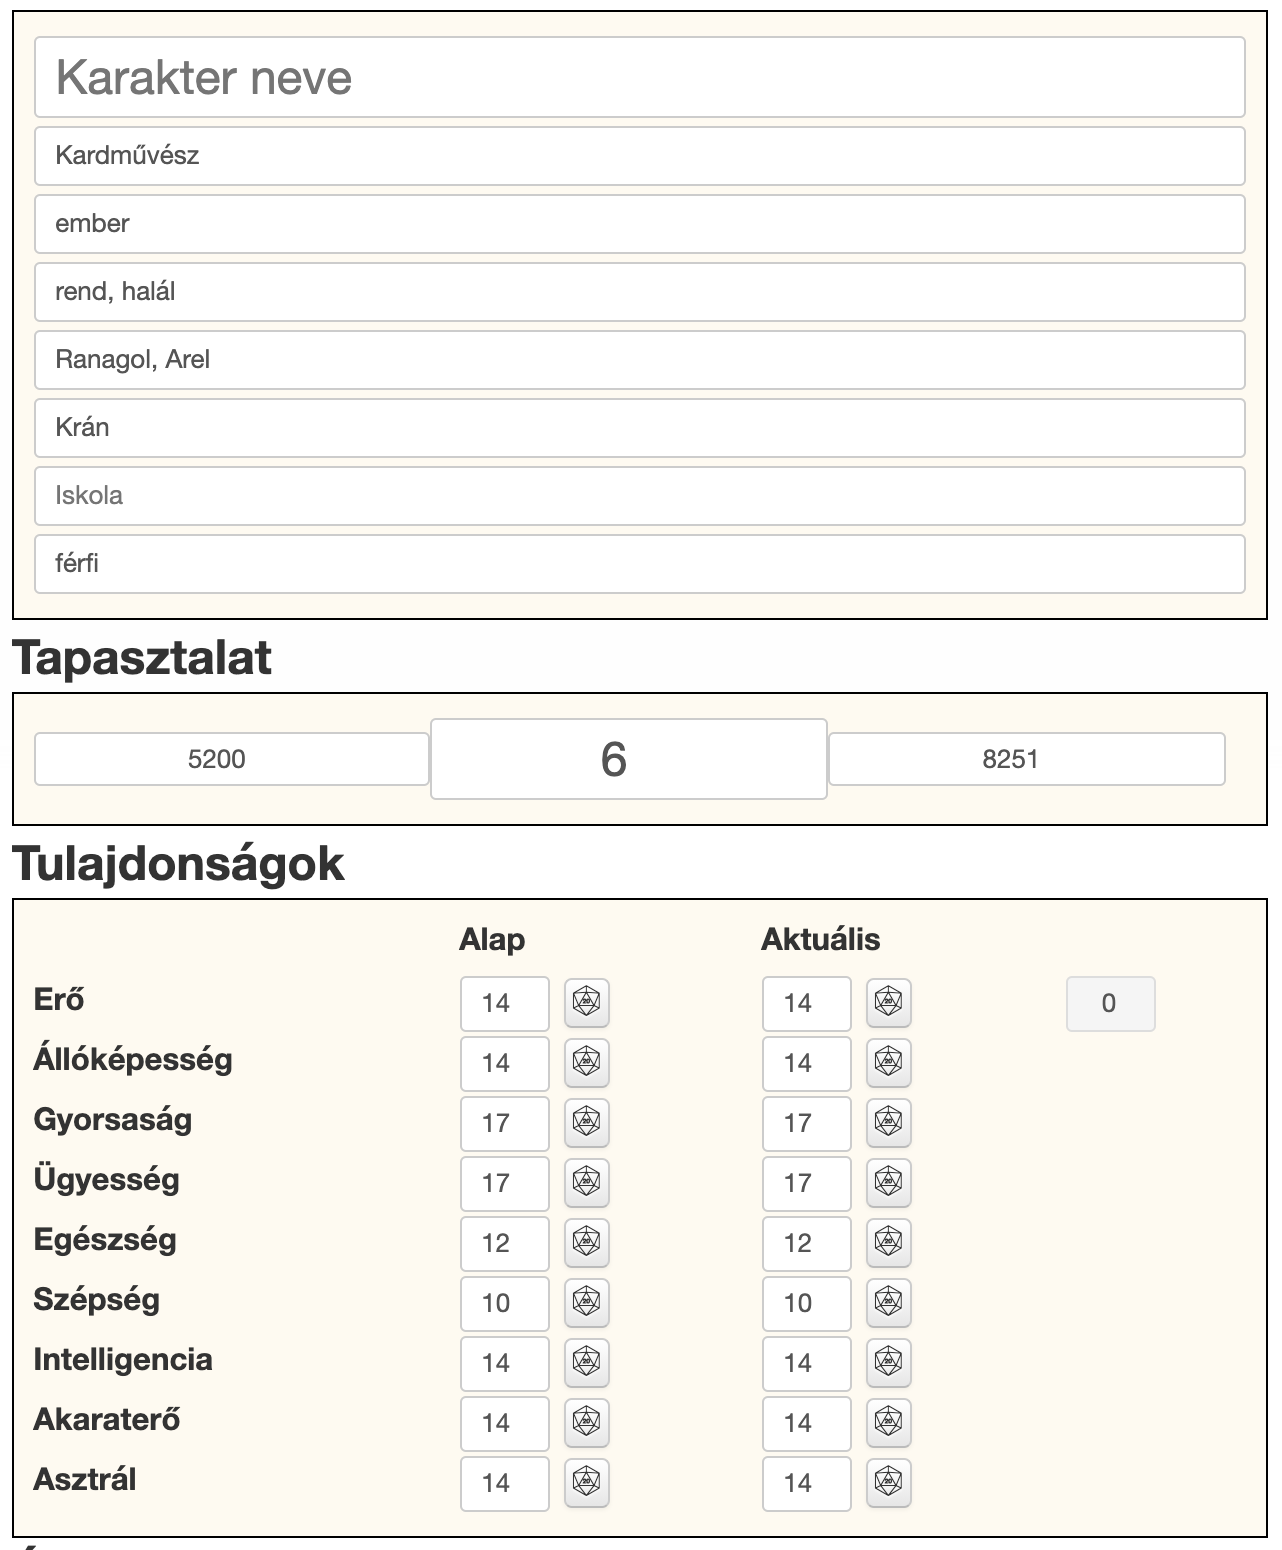 Karakter neve
Kardművész
ember
rend, halál
Ranagol, Arel
Krán
Iskola
férfi
Tapasztalat
5200 6 8251
Tulajdonságok
Alap Aktuális
Erő 14 20 14 20 0
Állóképesség 14 20 14 20
Gyorsaság 17 20 17 20
Ügyesség 17 20 17 20
Egészség 12 20 12 20
Szépség 10 20 10 20
Intelligencia 14 20 14 20
Akaraterő 14 20 14 20
Asztrál 14 20 14 20